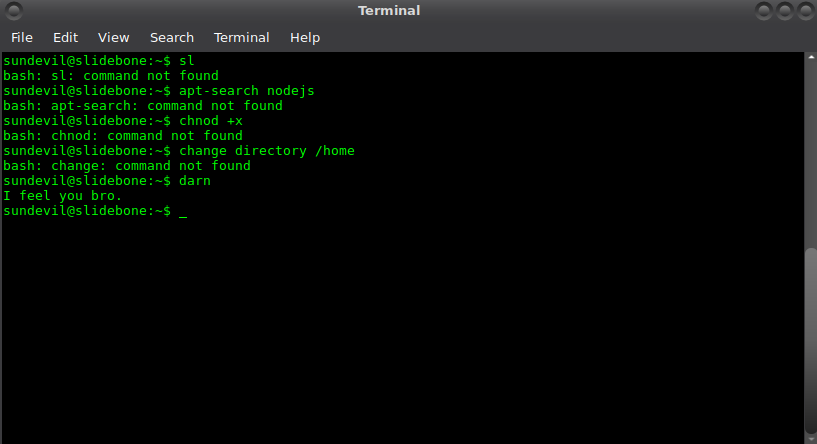 Terminal
File Edit View Search Terminal Help
sundevil@slidebone:~$ sl
bash: sl: command not found
sundevil@slidebone:~$ apt-search nodejs
bash: apt-search: command not found
sundevil@slidebone:~$ chnod +x
bash: chnod: command not found
sundevil@slidebone:~$ change directory /home
bash: change: command not found
sundevil@slidebone:~$ darn
I feel you bro.
sundevil@slidebone:~$ _